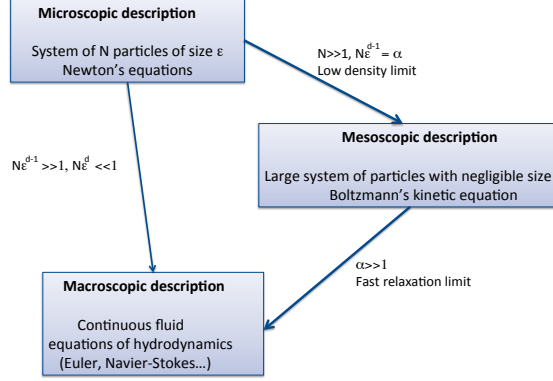 Microscopic description
System of N particles of size ε
Newton's equations
N>>1, Nε^{d-1} = α
Low density limit
Mesoscopic description
Large system of particles with negligible size
Boltzmann's kinetic equation
Nε^{d-1} >>1, Nε^{d} <<1
α>>1
Fast relaxation limit
Macroscopic description
Continuous fluid
equations of hydrodynamics
(Euler, Navier-Stokes...)